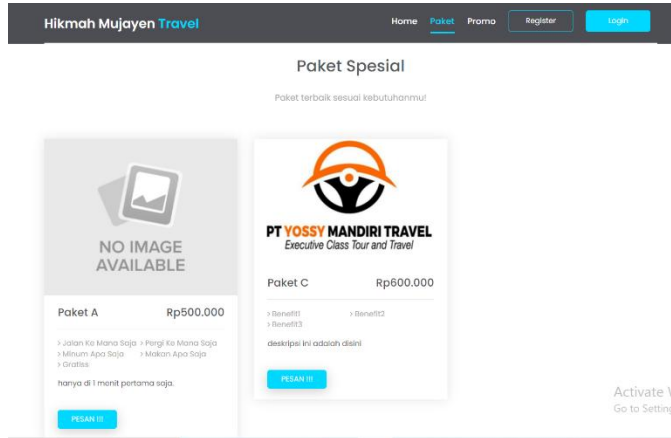 Hikmah Mujayen Travel
Home Paket Promo Register Login
Paket Spesial
Paket terbaik sesuai kebutuhanmu!
NO IMAGE
AVAILABLE
Paket A Rp500.000
> Jalan Ke Mana Saja > Pergi Ke Mana Saja
> Minum Apa Saja > Makan Apa Saja
> Gratiss
hanya di 1 menit pertama saja.
PESAN !!!
PT YOSSY MANDIRI TRAVEL
Executive Class Tour and Travel
Paket C Rp600.000
> Benefit1 > Benefit2
> Benefit3
deskripsi ini adalah disini
PESAN !!!
Activate
Go to Setting